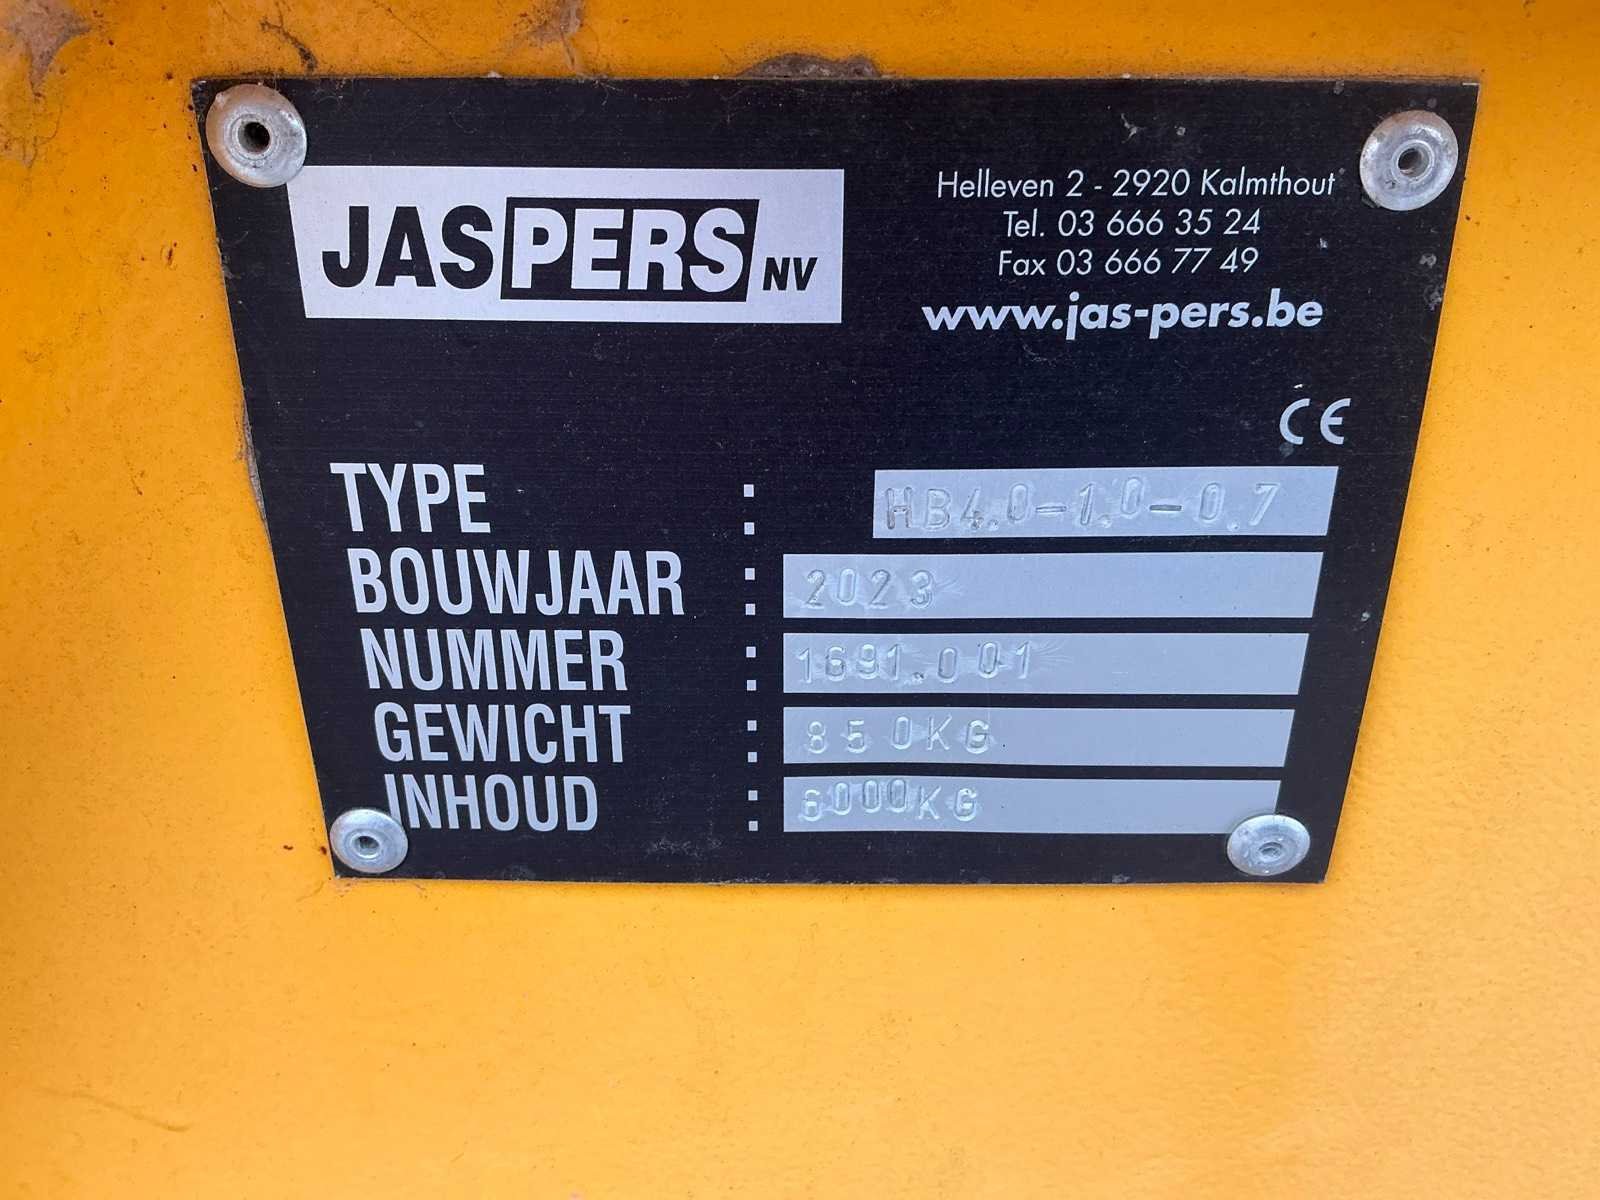 JASPERS NV
Helleven 2 - 2920 Kalmthout
Tel. 03 666 35 24
Fax 03 666 77 49
www.jas-pers.be
CE
TYPE : HB4.0-1.0-0.7
BOUWJAAR : 2023
NUMMER : 1691.001
GEWICHT : 850KG
INHOUD : 6000KG